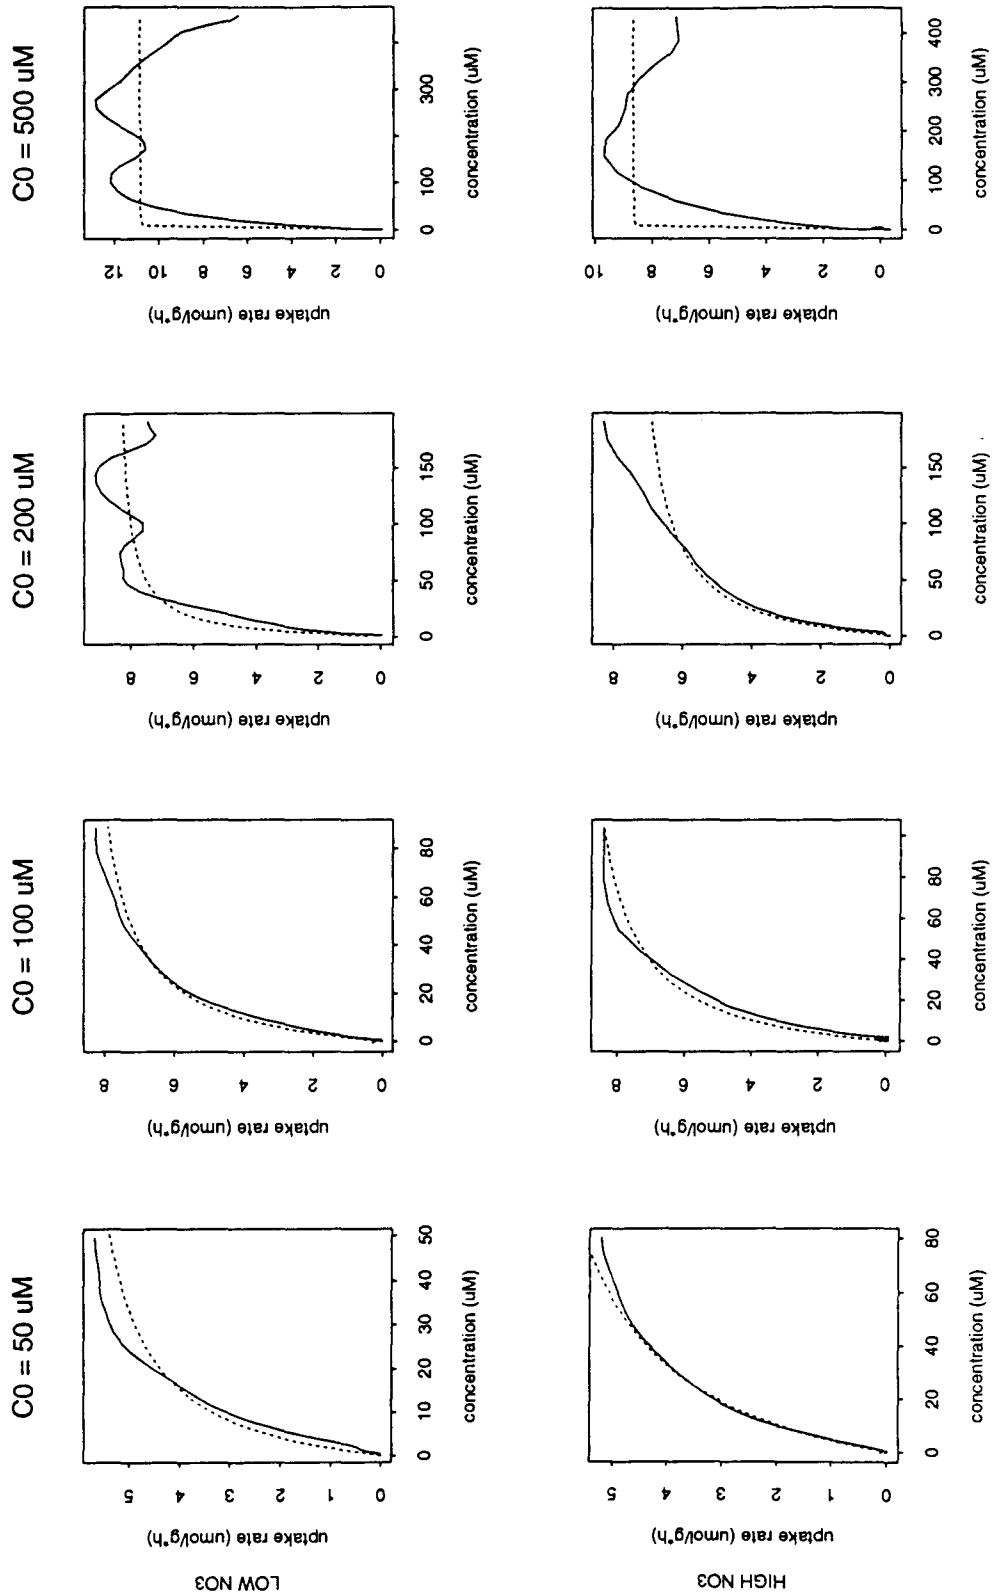 C0 = 50 uM
C0 = 100 uM
C0 = 200 uM
C0 = 500 uM
LOW NO3
uptake rate (umol/g*h)
0 1 2 3 4 5
0 10 20 30 40 50
concentration (uM)
uptake rate (umol/g*h)
0 2 4 6 8
0 20 40 60 80
concentration (uM)
uptake rate (umol/g*h)
0 2 4 6 8
0 50 100 150
concentration (uM)
uptake rate (umol/g*h)
0 2 4 6 8 10 12
0 100 300
concentration (uM)
HIGH NO3
uptake rate (umol/g*h)
0 1 2 3 4 5
0 20 40 60 80
concentration (uM)
uptake rate (umol/g*h)
0 2 4 6 8
0 20 40 60 80
concentration (uM)
uptake rate (umol/g*h)
0 2 4 6 8
0 50 100 150
concentration (uM)
uptake rate (umol/g*h)
0 2 4 6 8 10
0 100 200 300 400
concentration (uM)